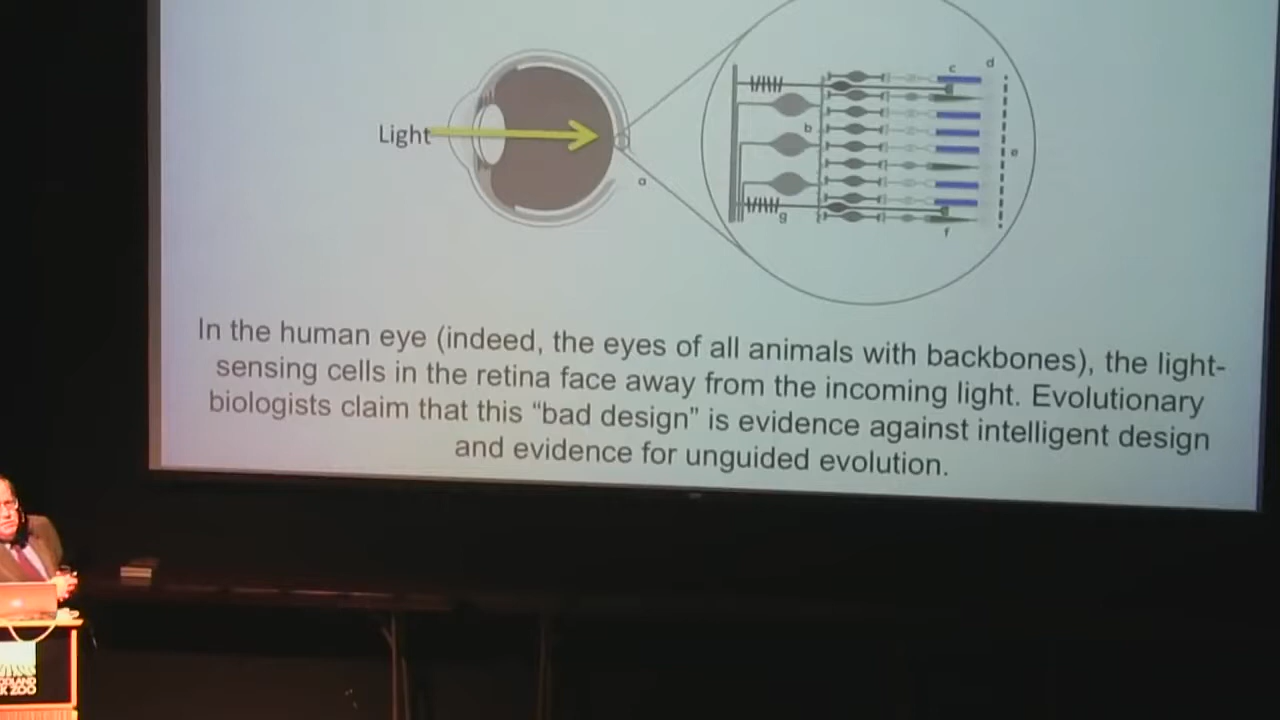 Light
a
b
c
d
e
f
g
In the human eye (indeed, the eyes of all animals with backbones), the light-
sensing cells in the retina face away from the incoming light. Evolutionary
biologists claim that this “bad design” is evidence against intelligent design
and evidence for unguided evolution.
ZOO